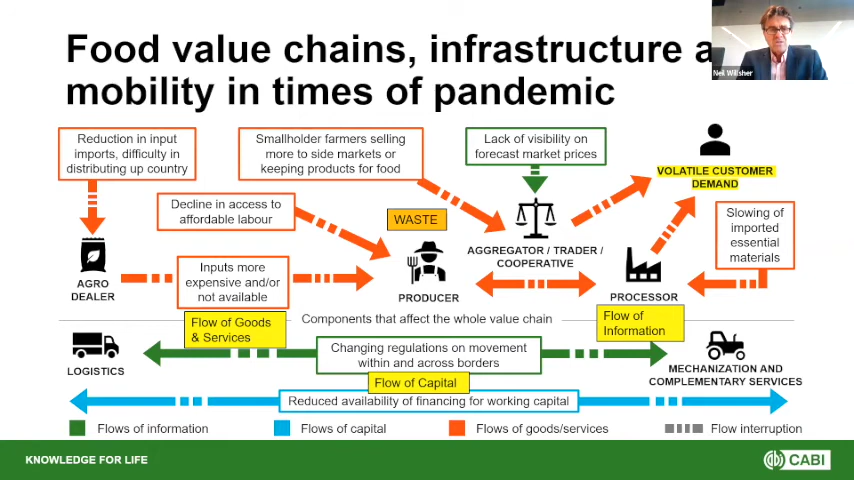 Food value chains, infrastructure a
mobility in times of pandemic
Neil Willsher
Reduction in input
imports, difficulty in
distributing up country
Smallholder farmers selling
more to side markets or
keeping products for food
Lack of visibility on
forecast market prices
VOLATILE CUSTOMER
DEMAND
Decline in access to
affordable labour
WASTE
Slowing of
imported
essential
materials
AGGREGATOR / TRADER /
COOPERATIVE
AGRO
DEALER
Inputs more
expensive and/or
not available
PRODUCER
PROCESSOR
Flow of Goods
& Services
Components that affect the whole value chain
Flow of
Information
LOGISTICS
Changing regulations on movement
within and across borders
MECHANIZATION AND
COMPLEMENTARY SERVICES
Flow of Capital
Reduced availability of financing for working capital
Flows of information
Flows of capital
Flows of goods/services
Flow interruption
KNOWLEDGE FOR LIFE
CABI